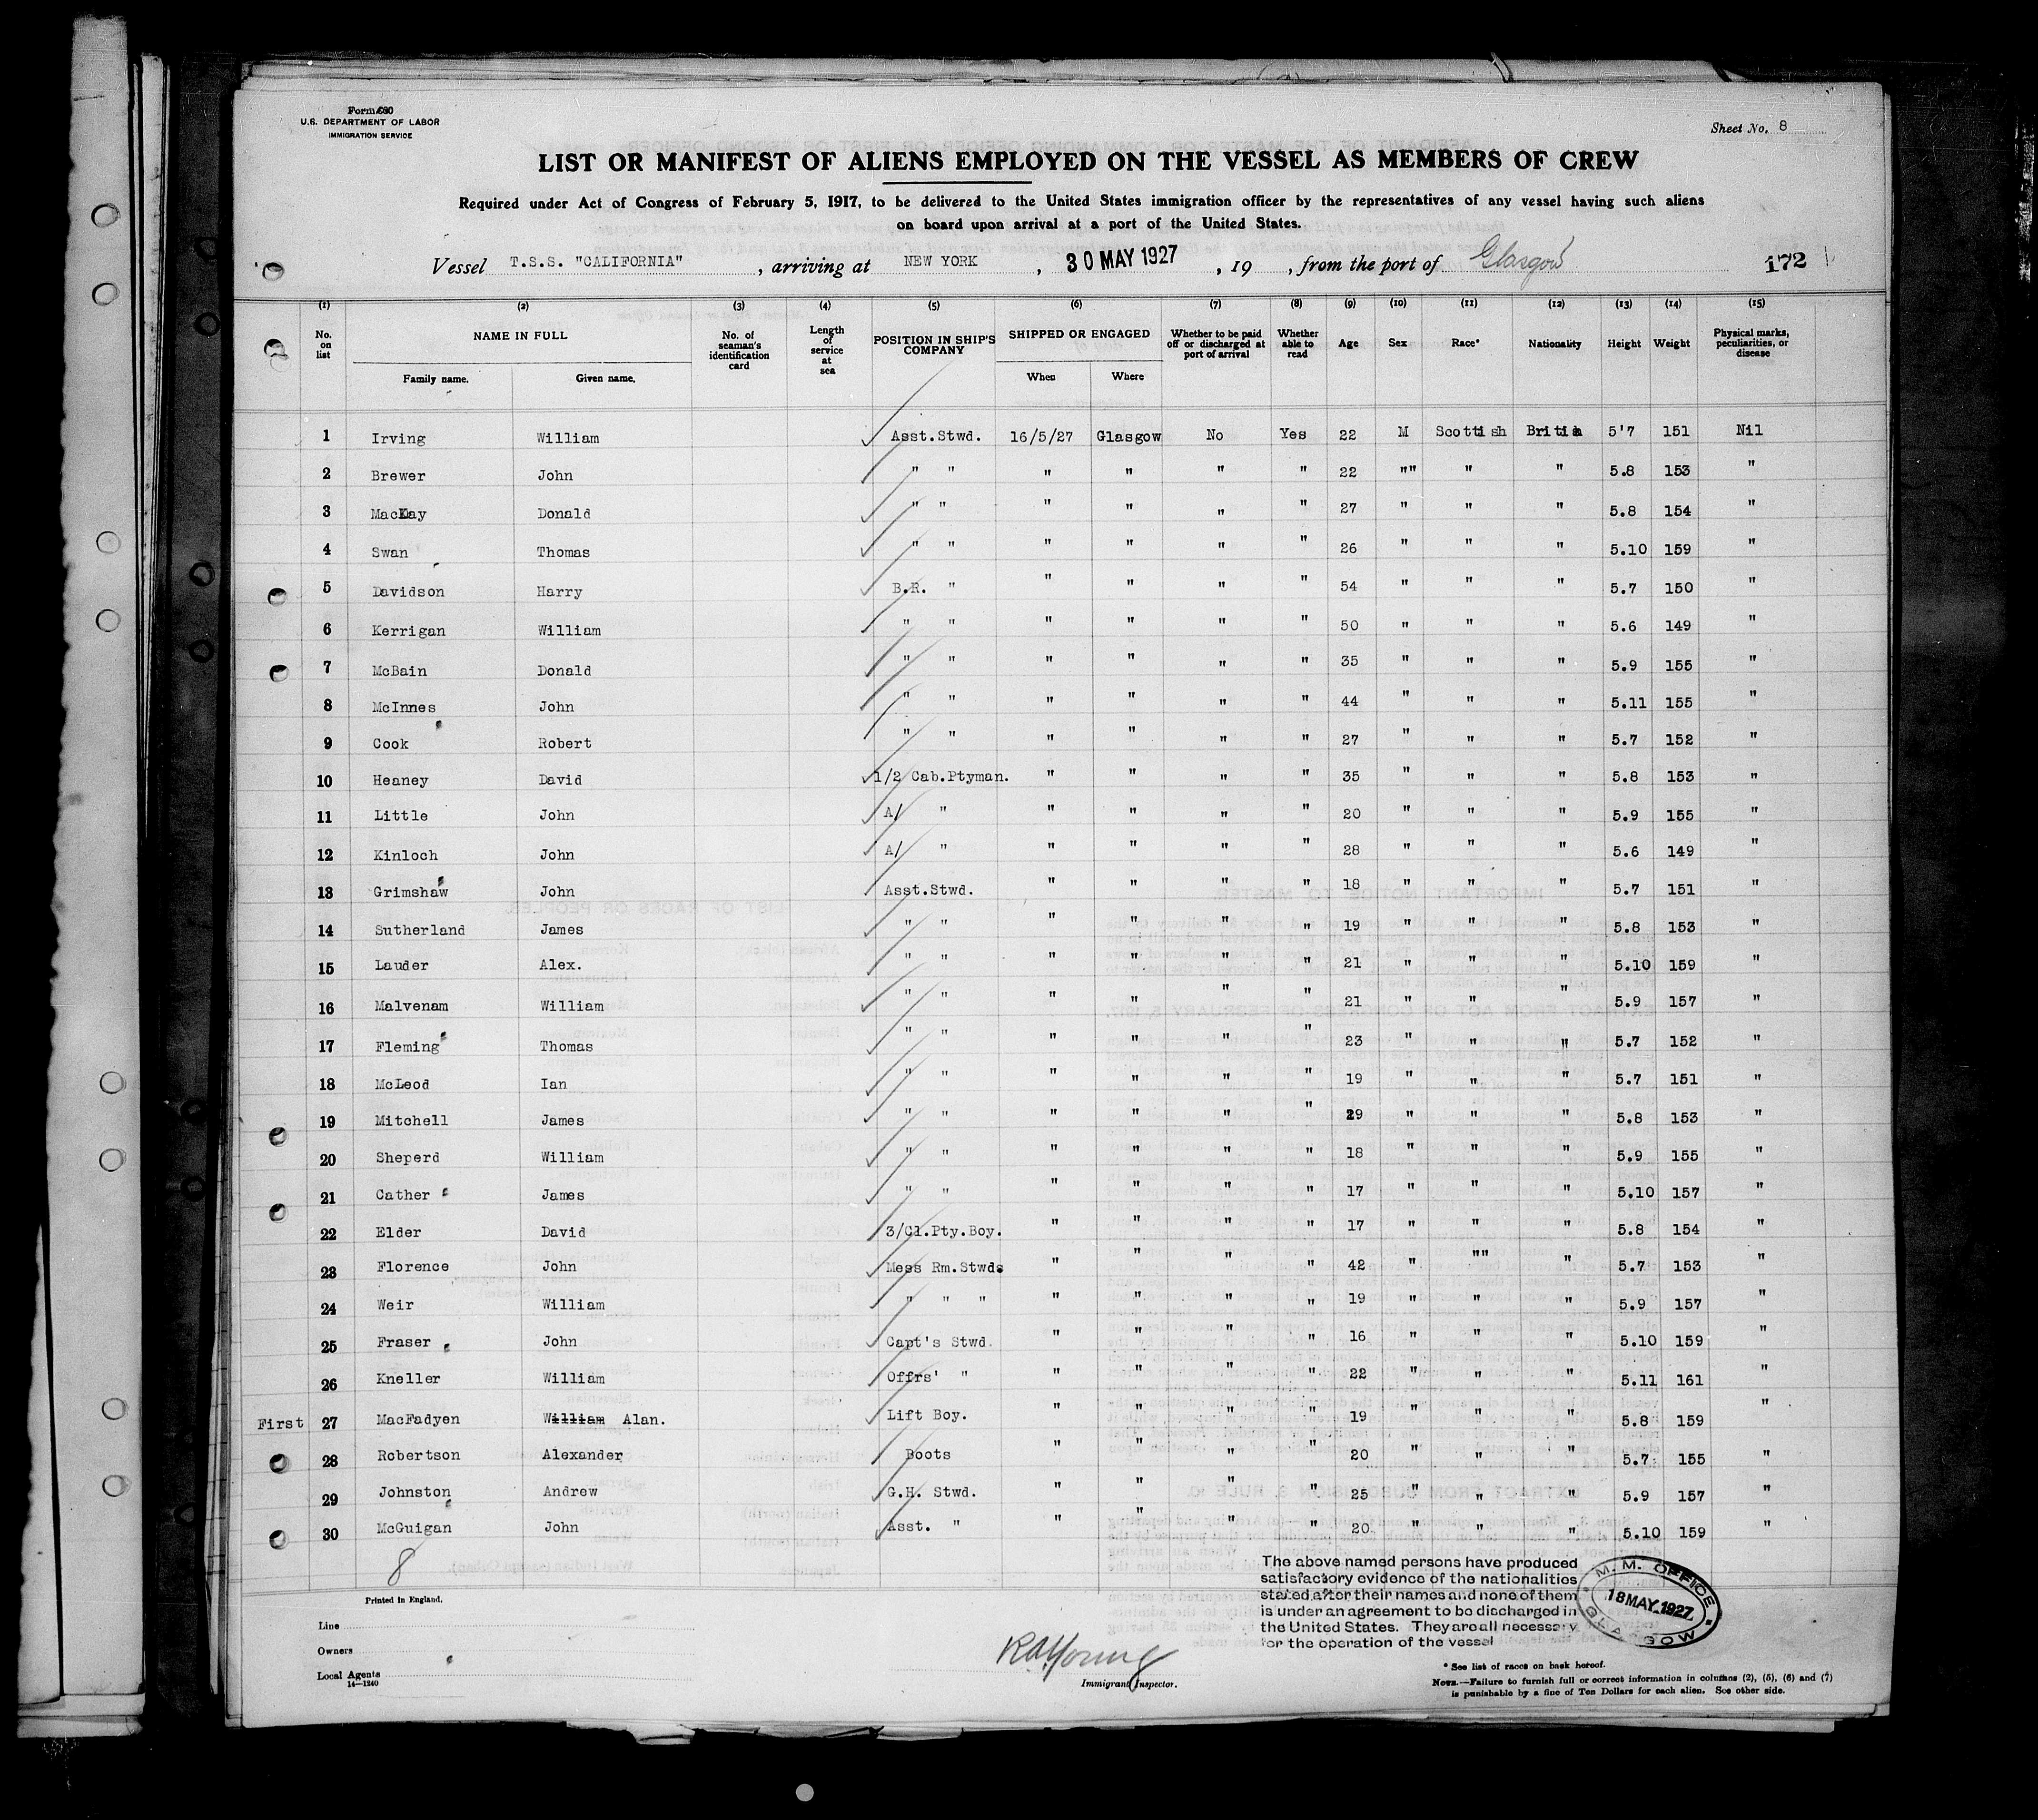 Form 680
U.S. DEPARTMENT OF LABOR
IMMIGRATION SERVICE
Sheet No. 8
LIST OR MANIFEST OF ALIENS EMPLOYED ON THE VESSEL AS MEMBERS OF CREW
Required under Act of Congress of February 5, 1917, to be delivered to the United States immigration officer by the representatives of any vessel having such aliens
on board upon arrival at a port of the United States.
Vessel T.S.S. "CALIFORNIA" , arriving at NEW YORK , 30 MAY 1927 , 19 , from the port of Glasgow 172
(1) (2) (3) (4) (5) (6) (7) (8) (9) (10) (11) (12) (13) (14) (15)
No. on list NAME IN FULL Family name. Given name. No. of seaman's identification card Length of service at sea POSITION IN SHIP'S COMPANY SHIPPED OR ENGAGED When Where Whether to be paid off or discharged at port of arrival Whether able to read Age Sex Race* Nationality Height Weight Physical marks, peculiarities, or disease
1 Irving William Asst.Stwd. 16/5/27 Glasgow No Yes 22 M Scottish British 5'7 151 Nil
2 Brewer John " " " " " " 22 "" " " 5.8 153 "
3 MacKay Donald " " " " " " 27 " " " 5.8 154 "
4 Swan Thomas " " " " " " 26 " " " 5.10 159 "
5 Davidson Harry B.R. " " " " " 54 " " " 5.7 150 "
6 Kerrigan William " " " " " " 50 " " " 5.6 149 "
7 McBain Donald " " " " " " 35 " " " 5.9 155 "
8 McInnes John " " " " " " 44 " " " 5.11 155 "
9 Cook Robert " " " " " " 27 " " " 5.7 152 "
10 Heaney David 1/2 Cab.Ptyman. " " " " 35 " " " 5.8 153 "
11 Little John A/ " " " " " 20 " " " 5.9 155 "
12 Kinloch John A/ " " " " " 28 " " " 5.6 149 "
13 Grimshaw John Asst.Stwd. " " " " 18 " " " 5.7 151 "
14 Sutherland James " " " " " " 19 " " " 5.8 153 "
15 Lauder Alex. " " " " " " 21 " " " 5.10 159 "
16 Malvenam William " " " " " " 21 " " " 5.9 157 "
17 Fleming Thomas " " " " " " 23 " " " 5.7 152 "
18 McLeod Ian " " " " " " 19 " " " 5.7 151 "
19 Mitchell James " " " " " " 29 " " " 5.8 153 "
20 Sheperd William " " " " " " 18 " " " 5.9 155 "
21 Cather James " " " " " " 17 " " " 5.10 157 "
22 Elder David 3/Cl.Pty.Boy. " " " " 17 " " " 5.8 154 "
23 Florence John Mess Rm.Stwds " " " " 42 " "" " 5.7 153 "
24 Weir William " " " " " " " 19 " " " 5.9 157 "
25 Fraser John Capt's Stwd. " " " " 16 " " " 5.10 159 "
26 Kneller William Offrs' " " " " " 22 " " " 5.11 161 "
First 27 MacFadyen William Alan. Lift Boy. " " " " 19 " " " 5.8 159 "
28 Robertson Alexander Boots " " " " 20 " " " 5.7 155 "
29 Johnston Andrew G.H. Stwd. " " " " 25 " " " 5.9 157 "
30 McGuigan John Asst. " " " " " 20 " " " 5.10 159 "
8
The above named persons have produced
satisfactory evidence of the nationalities
stated after their names and none of them
is under an agreement to be discharged in
the United States. They are all necessary
for the operation of the vessel
M. M. OFFICE
18 MAY.1927
GLASGOW
Printed in England.
Line
Owners
Local Agents
14—1240
R A Young
Immigrant Inspector.
* See list of races on back hereof.
NOTE.—Failure to furnish full or correct information in columns (2), (5), (6) and (7)
is punishable by a fine of Ten Dollars for each alien. See other side.